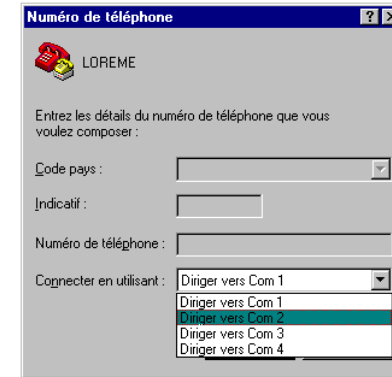 Numéro de téléphone
LOREME
Entrez les détails du numéro de téléphone que vous
voulez composer :
Code pays :
Indicatif :
Numéro de téléphone :
Connecter en utilisant : Diriger vers Com 1
Diriger vers Com 1
Diriger vers Com 2
Diriger vers Com 3
Diriger vers Com 4